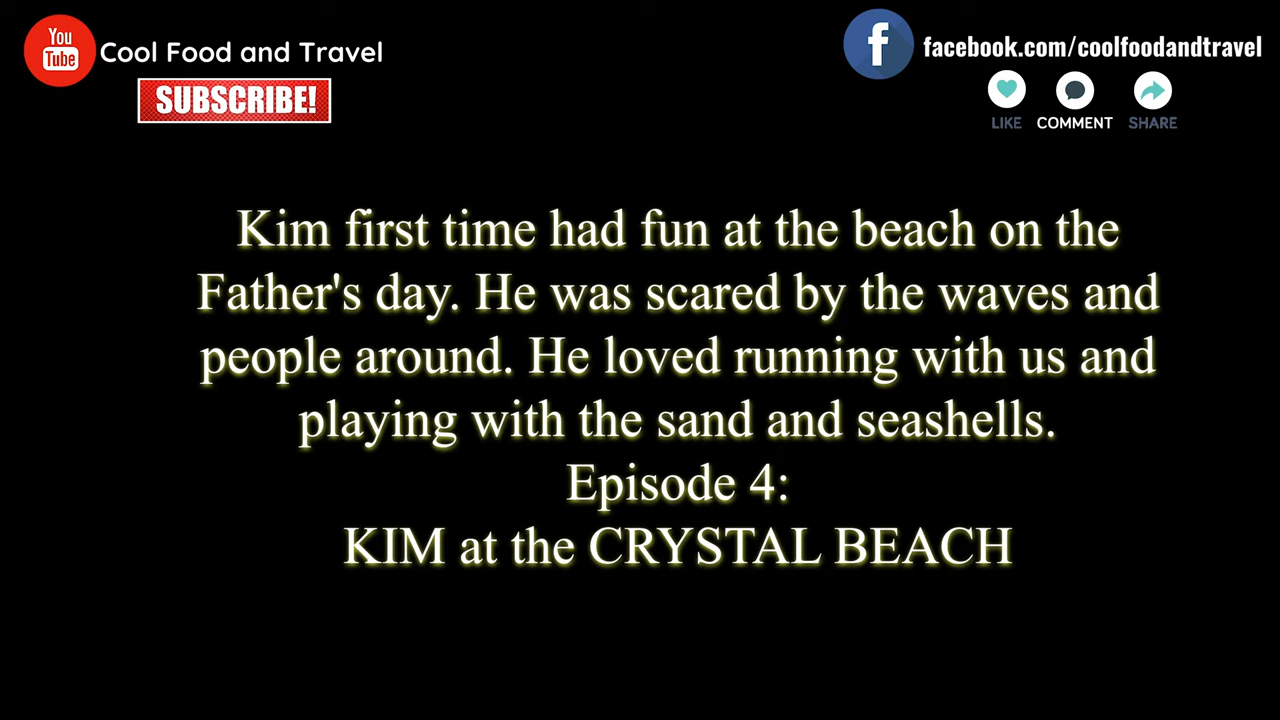 You
Tube
Cool Food and Travel
SUBSCRIBE!
f
facebook.com/coolfoodandtravel
LIKE COMMENT SHARE
Kim first time had fun at the beach on the
Father's day. He was scared by the waves and
people around. He loved running with us and
playing with the sand and seashells.
Episode 4:
KIM at the CRYSTAL BEACH